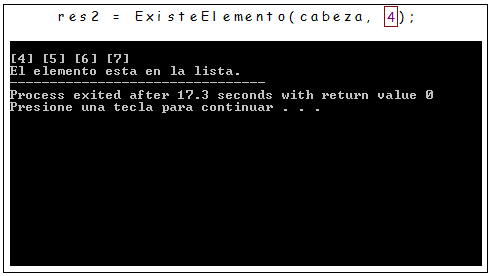 res2 = ExisteElemento(cabeza, 4);
[4] [5] [6] [7]
El elemento esta en la lista.
--------------------------------
Process exited after 17.3 seconds with return value 0
Presione una tecla para continuar . . .